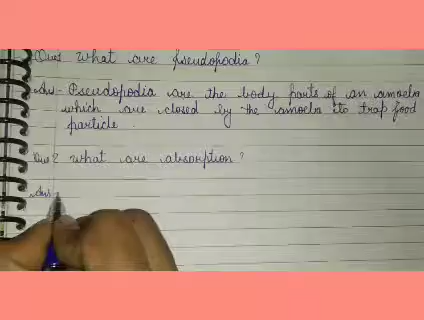 Que1 What are pseudopodia?
Ans - Pseudopodia are the body parts of an amoeba
which are closed by the amoeba to trap food
particle.
Que2 What are absorption?
Ans